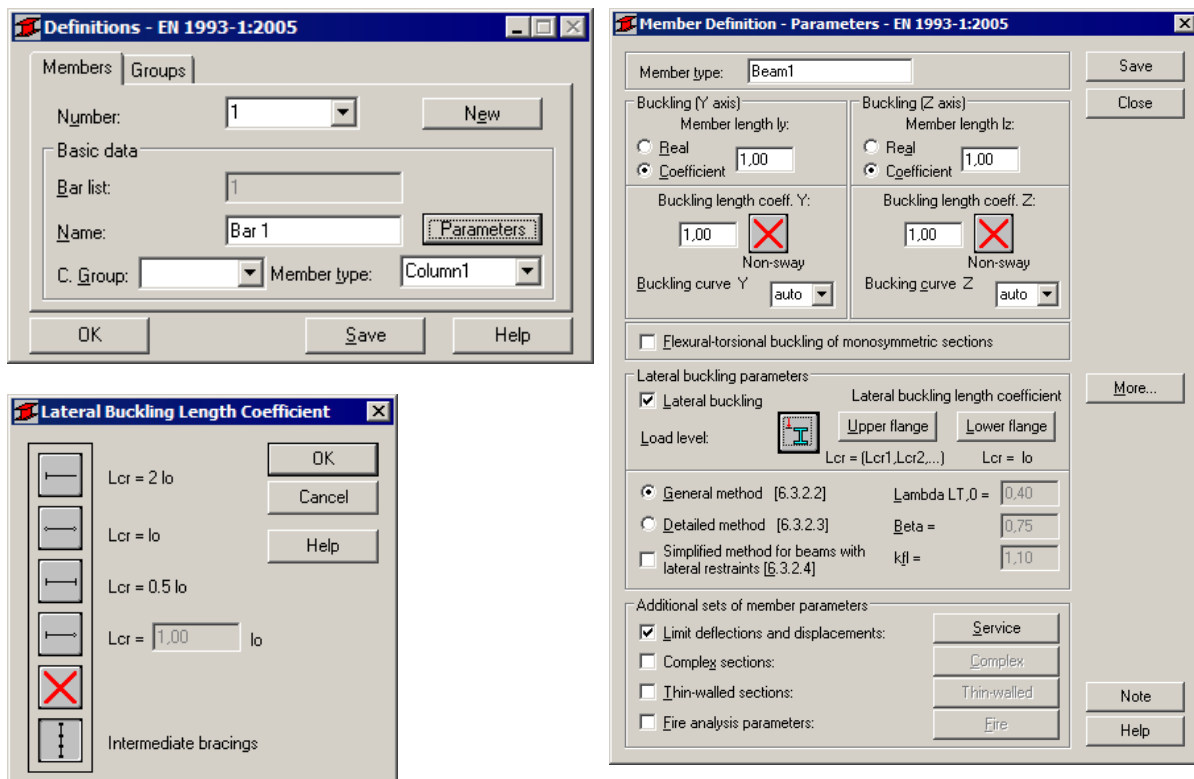 Definitions - EN 1993-1:2005
Members Groups
Number: 1 New
Basic data
Bar list: 1
Name: Bar 1 Parameters
C. Group: Member type: Column1
OK Save Help
Lateral Buckling Length Coefficient
OK
Lcr = 2 lo
Cancel
Lcr = lo
Help
Lcr = 0.5 lo
Lcr = 1,00 lo
Intermediate bracings
Member Definition - Parameters - EN 1993-1:2005
Member type: Beam1 Save
Close
Buckling (Y axis) Buckling (Z axis)
Member length ly: Member length lz:
Real Real
1,00 1,00
Coefficient Coefficient
Buckling length coeff. Y: Buckling length coeff. Z:
1,00 1,00
Non-sway Non-sway
Buckling curve Y auto Bucking curve Z auto
Flexural-torsional buckling of monosymmetric sections
Lateral buckling parameters More...
Lateral buckling Lateral buckling length coefficient
Load level: Upper flange Lower flange
Lcr = (Lcr1,Lcr2,...) Lcr = lo
General method [6.3.2.2] Lambda LT,0 = 0,40
Detailed method [6.3.2.3] Beta = 0,75
Simplified method for beams with
lateral restraints [6.3.2.4] kfl = 1,10
Additional sets of member parameters
Limit deflections and displacements: Service
Complex sections: Complex
Thin-walled sections: Thin-walled Note
Fire analysis parameters: Fire Help